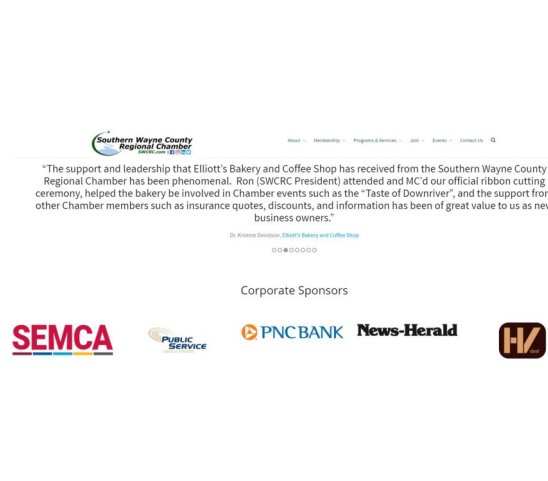 Southern Wayne County
Regional Chamber
SWCRC.com
About
Membership
Programs & Services
Join
Events
Contact Us
“The support and leadership that Elliott’s Bakery and Coffee Shop has received from the Southern Wayne County
Regional Chamber has been phenomenal. Ron (SWCRC President) attended and MC’d our official ribbon cutting
ceremony, helped the bakery be involved in Chamber events such as the “Taste of Downriver”, and the support from
other Chamber members such as insurance quotes, discounts, and information has been of great value to us as new
business owners.”
Dr. Kristine Davidson, Elliott's Bakery and Coffee Shop
Corporate Sponsors
SEMCA
PUBLIC
SERVICE
CREDIT UNION
PNC BANK
News-Herald
HV